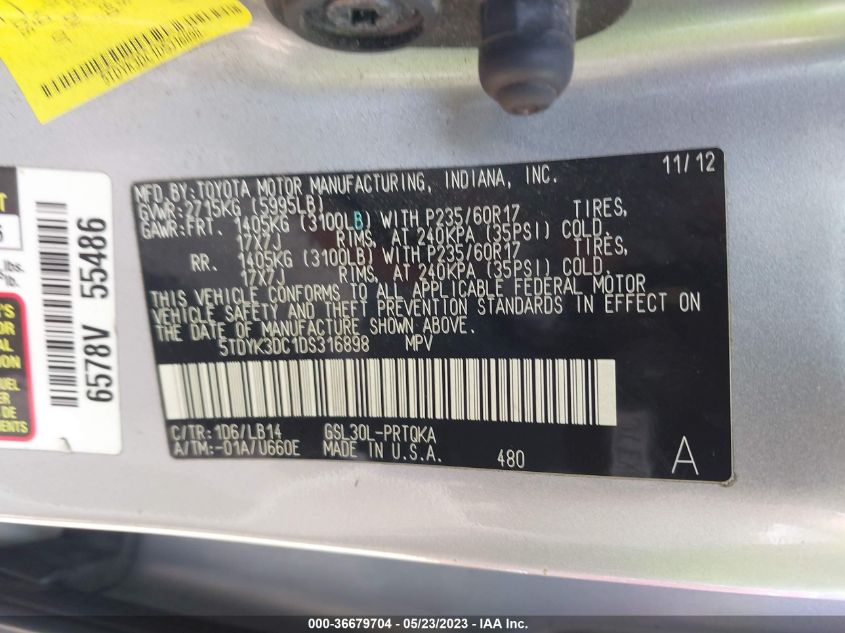 5TDYK3DC1DS316898
11/12
MFD. BY: TOYOTA MOTOR MANUFACTURING, INDIANA, INC.
GVWR: 2715KG (5995LB)
GAWR: FRT. 1405KG (3100LB) WITH P235/60R17 TIRES,
17X7J RIMS, AT 240KPA (35PSI) COLD.
RR. 1405KG (3100LB) WITH P235/60R17 TIRES,
17X7J RIMS, AT 240KPA (35PSI) COLD.
THIS VEHICLE CONFORMS TO ALL APPLICABLE FEDERAL MOTOR
VEHICLE SAFETY AND THEFT PREVENTION STANDARDS IN EFFECT ON
THE DATE OF MANUFACTURE SHOWN ABOVE.
5TDYK3DC1DS316898 MPV
C/TR: 1D6/LB14 GSL30L-PRTQKA
A/TM: -01A/U660E MADE IN U.S.A.
480
A
6578V 55486
000-36679704 - 05/23/2023 - IAA Inc.